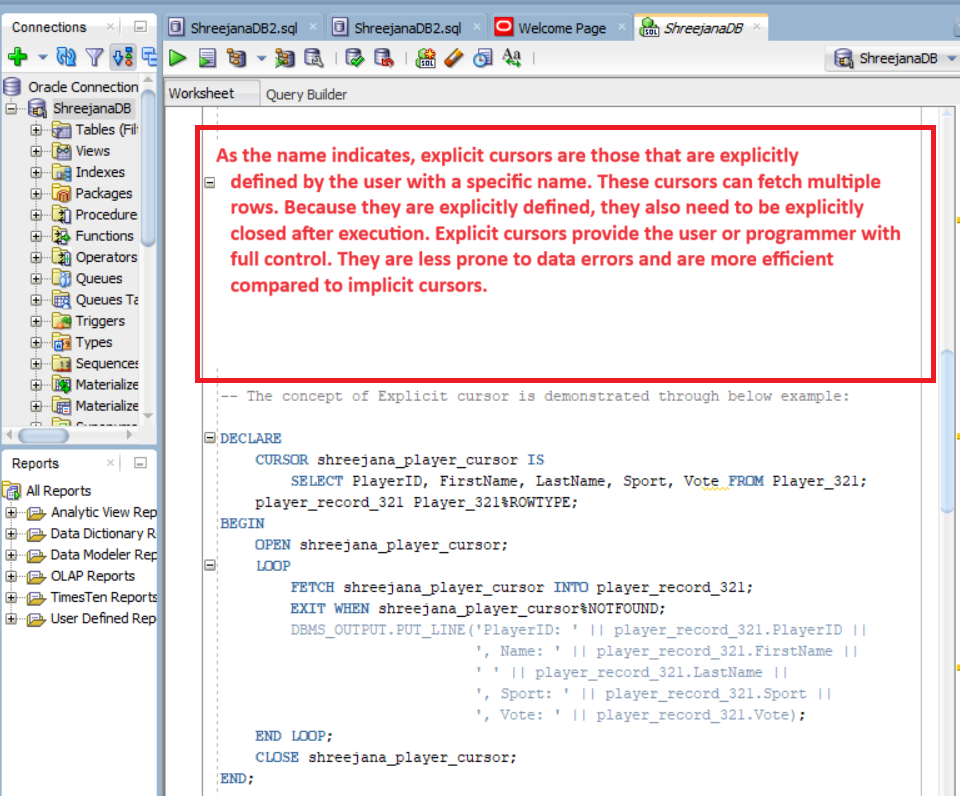 Connections
ShreejanaDB2.sql
ShreejanaDB2.sql
Welcome Page
ShreejanaDB
SQL
SQL
Aa
ShreejanaDB
Oracle Connection
ShreejanaDB
Tables (Fil
Views
Indexes
Packages
Procedure
Functions
Operators
Queues
Queues Ta
Triggers
Types
Sequences
Materialize
Materialize
Reports
All Reports
Analytic View Rep
Data Dictionary R
Data Modeler Rep
OLAP Reports
TimesTen Reports
User Defined Rep
Worksheet
Query Builder
As the name indicates, explicit cursors are those that are explicitly
defined by the user with a specific name. These cursors can fetch multiple
rows. Because they are explicitly defined, they also need to be explicitly
closed after execution. Explicit cursors provide the user or programmer with
full control. They are less prone to data errors and are more efficient
compared to implicit cursors.
-- The concept of Explicit cursor is demonstrated through below example:
DECLARE
CURSOR shreejana_player_cursor IS
SELECT PlayerID, FirstName, LastName, Sport, Vote FROM Player_321;
player_record_321 Player_321%ROWTYPE;
BEGIN
OPEN shreejana_player_cursor;
LOOP
FETCH shreejana_player_cursor INTO player_record_321;
EXIT WHEN shreejana_player_cursor%NOTFOUND;
DBMS_OUTPUT.PUT_LINE('PlayerID: ' || player_record_321.PlayerID ||
', Name: ' || player_record_321.FirstName ||
' ' || player_record_321.LastName ||
', Sport: ' || player_record_321.Sport ||
', Vote: ' || player_record_321.Vote);
END LOOP;
CLOSE shreejana_player_cursor;
END;